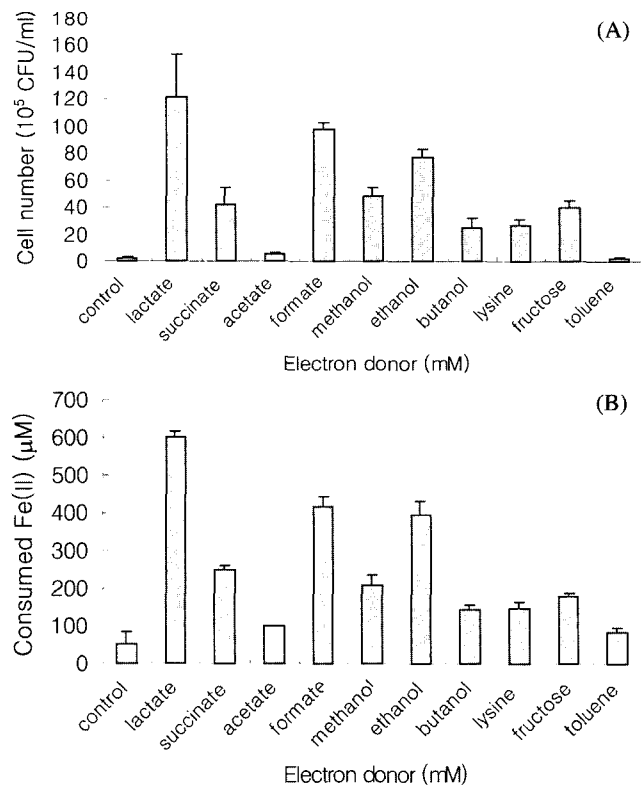 (A)
Cell number (10⁵ CFU/ml)
180
160
140
120
100
80
60
40
20
0
control
lactate
succinate
acetate
formate
methanol
ethanol
butanol
lysine
fructose
toluene
Electron donor (mM)
(B)
Consumed Fe(II) (μM)
700
600
500
400
300
200
100
0
control
lactate
succinate
acetate
formate
methanol
ethanol
butanol
lysine
fructose
toluene
Electron donor (mM)